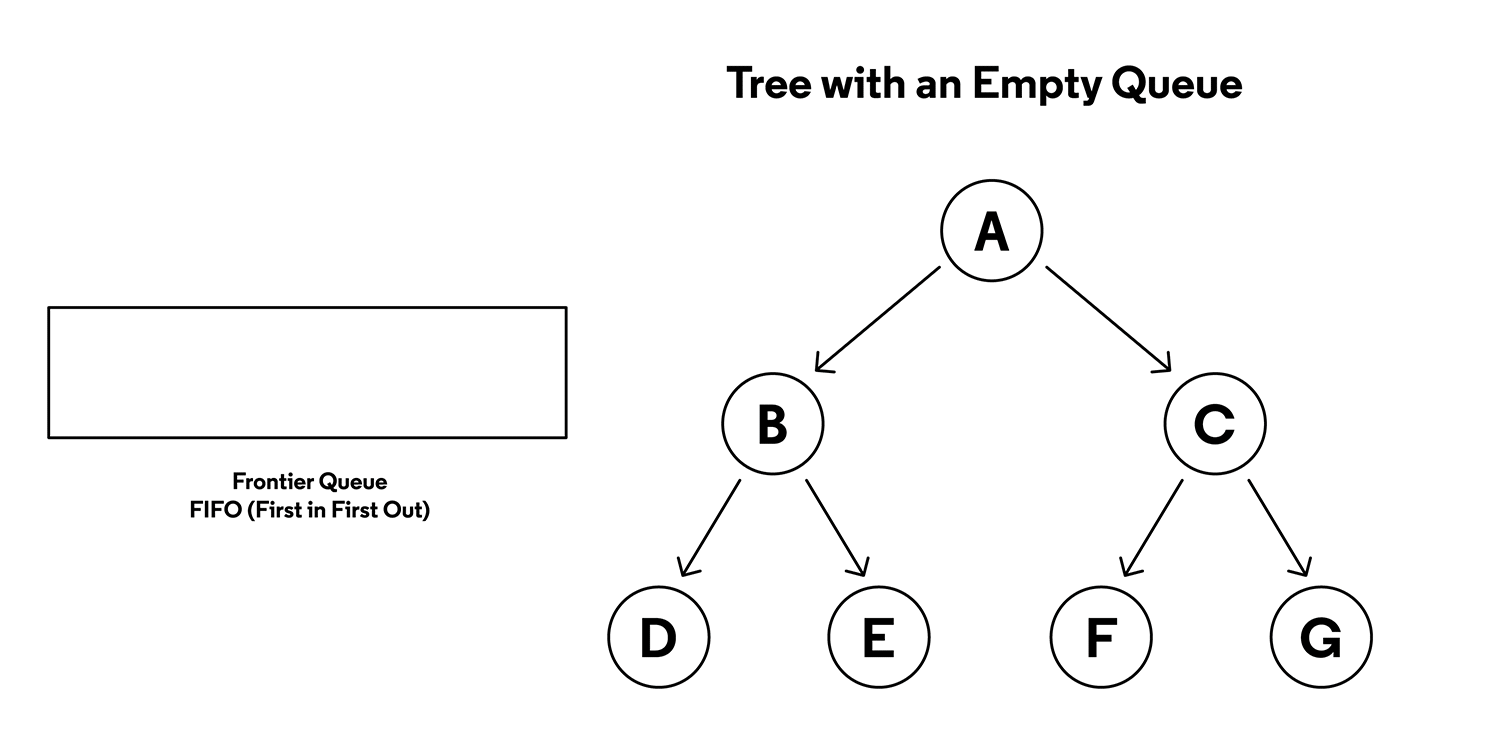 Tree with an Empty Queue
A
B
C
Frontier Queue
FIFO (First in First Out)
D
E
F
G